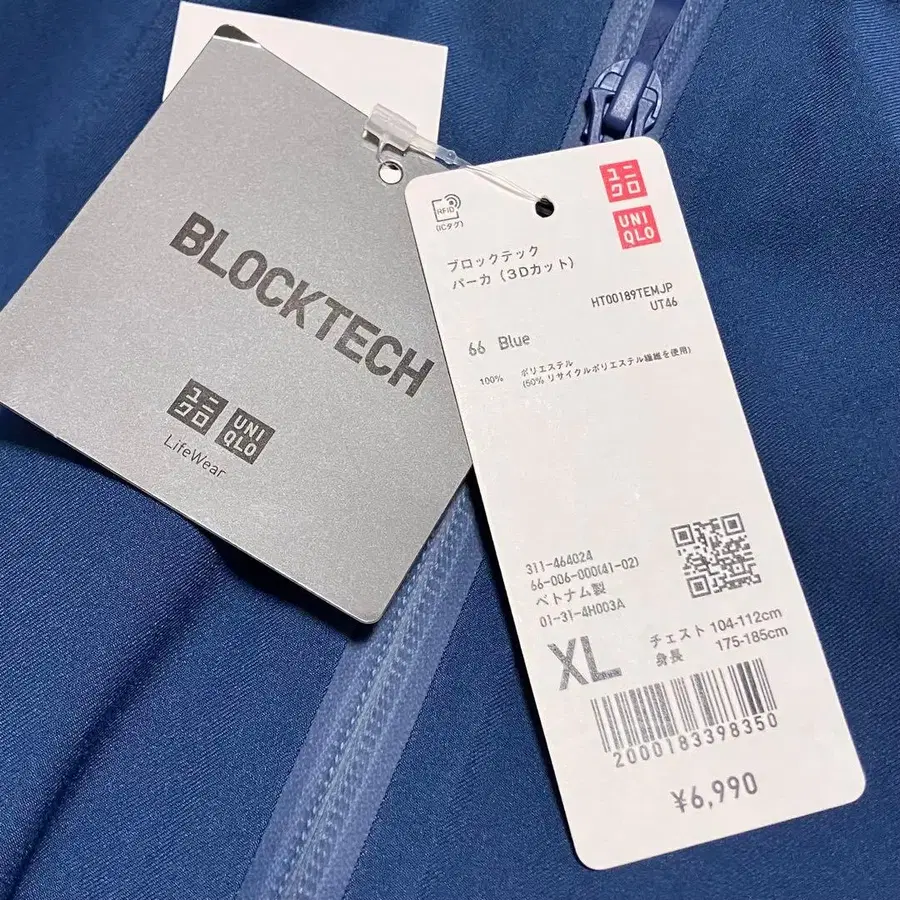 BLOCKTECH
ユニ
クロ
UNI
QLO
LifeWear
RFID
(ICタグ)
ユニ
クロ
UNI
QLO
ブロックテック
パーカ(3Dカット)
HT00189TEMJP
UT46
66 Blue
100% ポリエステル
(50% リサイクルポリエステル繊維を使用)
311-464024
66-006-000(41-02)
ベトナム製
01-31-4H003A
XL
チェスト 104-112cm
身長 175-185cm
2000183398350
¥6,990